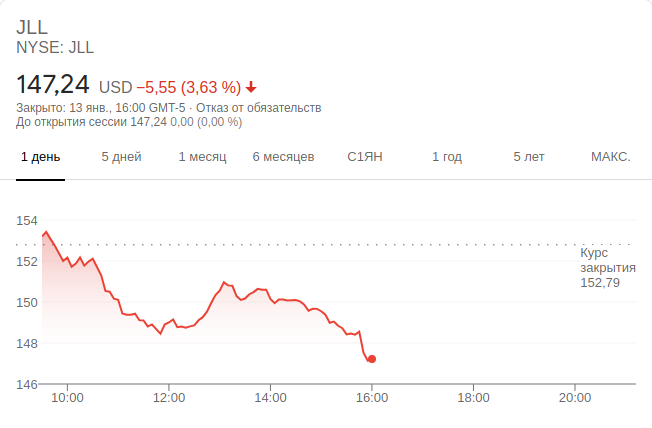 JLL
NYSE: JLL
147,24 USD −5,55 (3,63 %)
Закрыто: 13 янв., 16:00 GMT-5 · Отказ от обязательств
До открытия сессии 147,24 0,00 (0,00 %)
1 день 5 дней 1 месяц 6 месяцев С1ЯН 1 год 5 лет МАКС.
154
152
150
148
146
Курс
закрытия
152,79
10:00 12:00 14:00 16:00 18:00 20:00